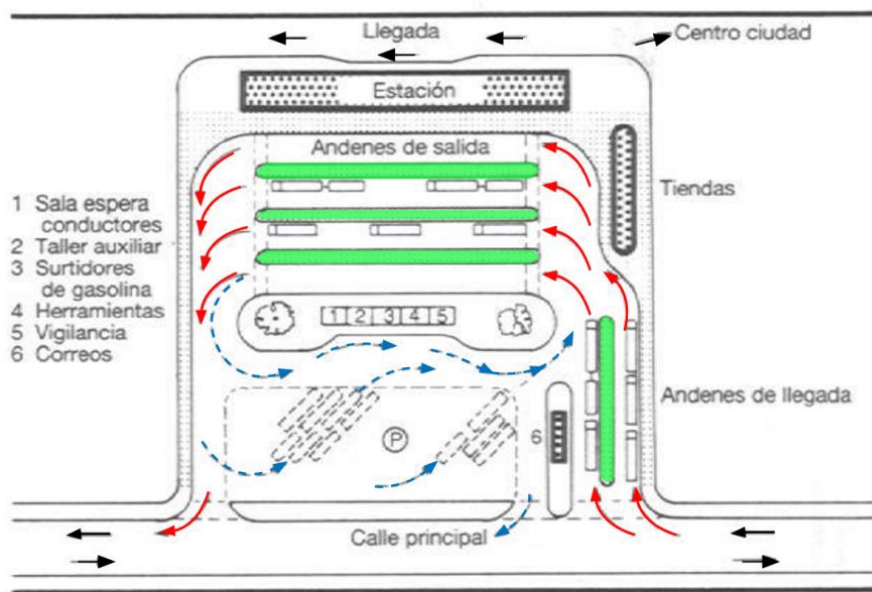 Llegada
Centro ciudad
Estación
Andenes de salida
Tiendas
1 Sala espera
conductores
2 Taller auxiliar
3 Surtidores
de gasolina
4 Herramientas
5 Vigilancia
6 Correos
1 2 3 4 5
Andenes de llegada
6
P
Calle principal